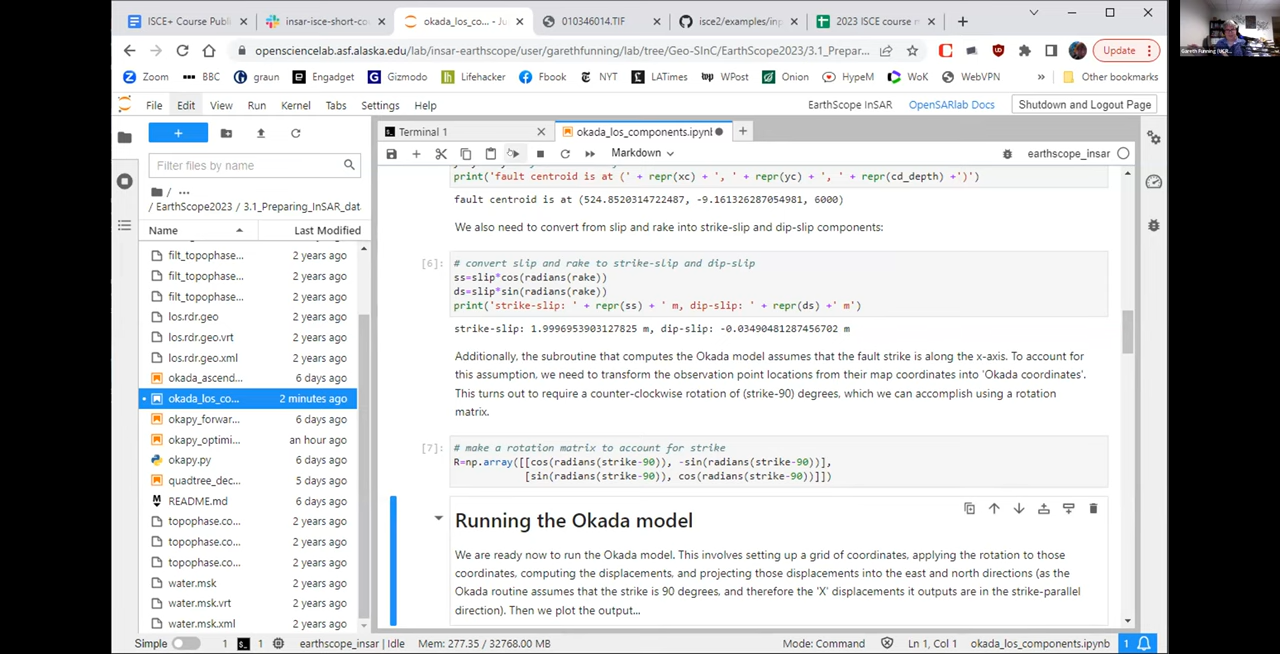 ISCE+ Course Publi
insar-isce-short-co
okada_los_co... - Ju
010346014.TIF
isce2/examples/inp
2023 ISCE course m
opensciencelab.asf.alaska.edu/lab/insar-earthscope/user/garethfunning/lab/tree/Geo-SInC/EarthScope2023/3.1_Prepar...
Update
Zoom
BBC
graun
Engadget
Gizmodo
Lifehacker
Fbook
NYT
LATimes
WPost
Onion
HypeM
WoK
WebVPN
Other bookmarks
File Edit View Run Kernel Tabs Settings Help
EarthScope InSAR
OpenSARlab Docs
Shutdown and Logout Page
Terminal 1
okada_los_components.ipynb
Filter files by name
/ ...
/ EarthScope2023 / 3.1_Preparing_InSAR_dat.
Name Last Modified
filt_topophase... 2 years ago
filt_topophase... 2 years ago
filt_topophase... 2 years ago
los.rdr.geo 2 years ago
los.rdr.geo.vrt 2 years ago
los.rdr.geo.xml 2 years ago
okada_ascend... 6 days ago
okada_los_co... 2 minutes ago
okapy_forwar... 6 days ago
okapy_optimi... an hour ago
okapy.py 6 days ago
quadtree_dec... 5 days ago
README.md 6 days ago
topophase.co... 2 years ago
topophase.co... 2 years ago
topophase.co... 2 years ago
water.msk 2 years ago
water.msk.vrt 2 years ago
water.msk.xml 2 years ago
Markdown
earthscope_insar
print('fault centroid is at (' + repr(xc) + ', ' + repr(yc) + ', ' + repr(cd_depth) +')')
fault centroid is at (524.8520314722487, -9.161326287054981, 6000)
We also need to convert from slip and rake into strike-slip and dip-slip components:
[6]:
# convert slip and rake to strike-slip and dip-slip
ss=slip*cos(radians(rake))
ds=slip*sin(radians(rake))
print('strike-slip: ' + repr(ss) + ' m, dip-slip: ' + repr(ds) +' m')
strike-slip: 1.9996953903127825 m, dip-slip: -0.03490481287456702 m
Additionally, the subroutine that computes the Okada model assumes that the fault strike is along the x-axis. To account for
this assumption, we need to transform the observation point locations from their map coordinates into 'Okada coordinates'.
This turns out to require a counter-clockwise rotation of (strike-90) degrees, which we can accomplish using a rotation
matrix.
[7]:
# make a rotation matrix to account for strike
R=np.array([[cos(radians(strike-90)), -sin(radians(strike-90))],
[sin(radians(strike-90)), cos(radians(strike-90))]])
Running the Okada model
We are ready now to run the Okada model. This involves setting up a grid of coordinates, applying the rotation to those
coordinates, computing the displacements, and projecting those displacements into the east and north directions (as the
Okada routine assumes that the strike is 90 degrees, and therefore the 'X' displacements it outputs are in the strike-parallel
direction). Then we plot the output...
Simple
1
1
earthscope_insar | Idle
Mem: 277.35 / 32768.00 MB
Mode: Command
Ln 1, Col 1
okada_los_components.ipynb
1